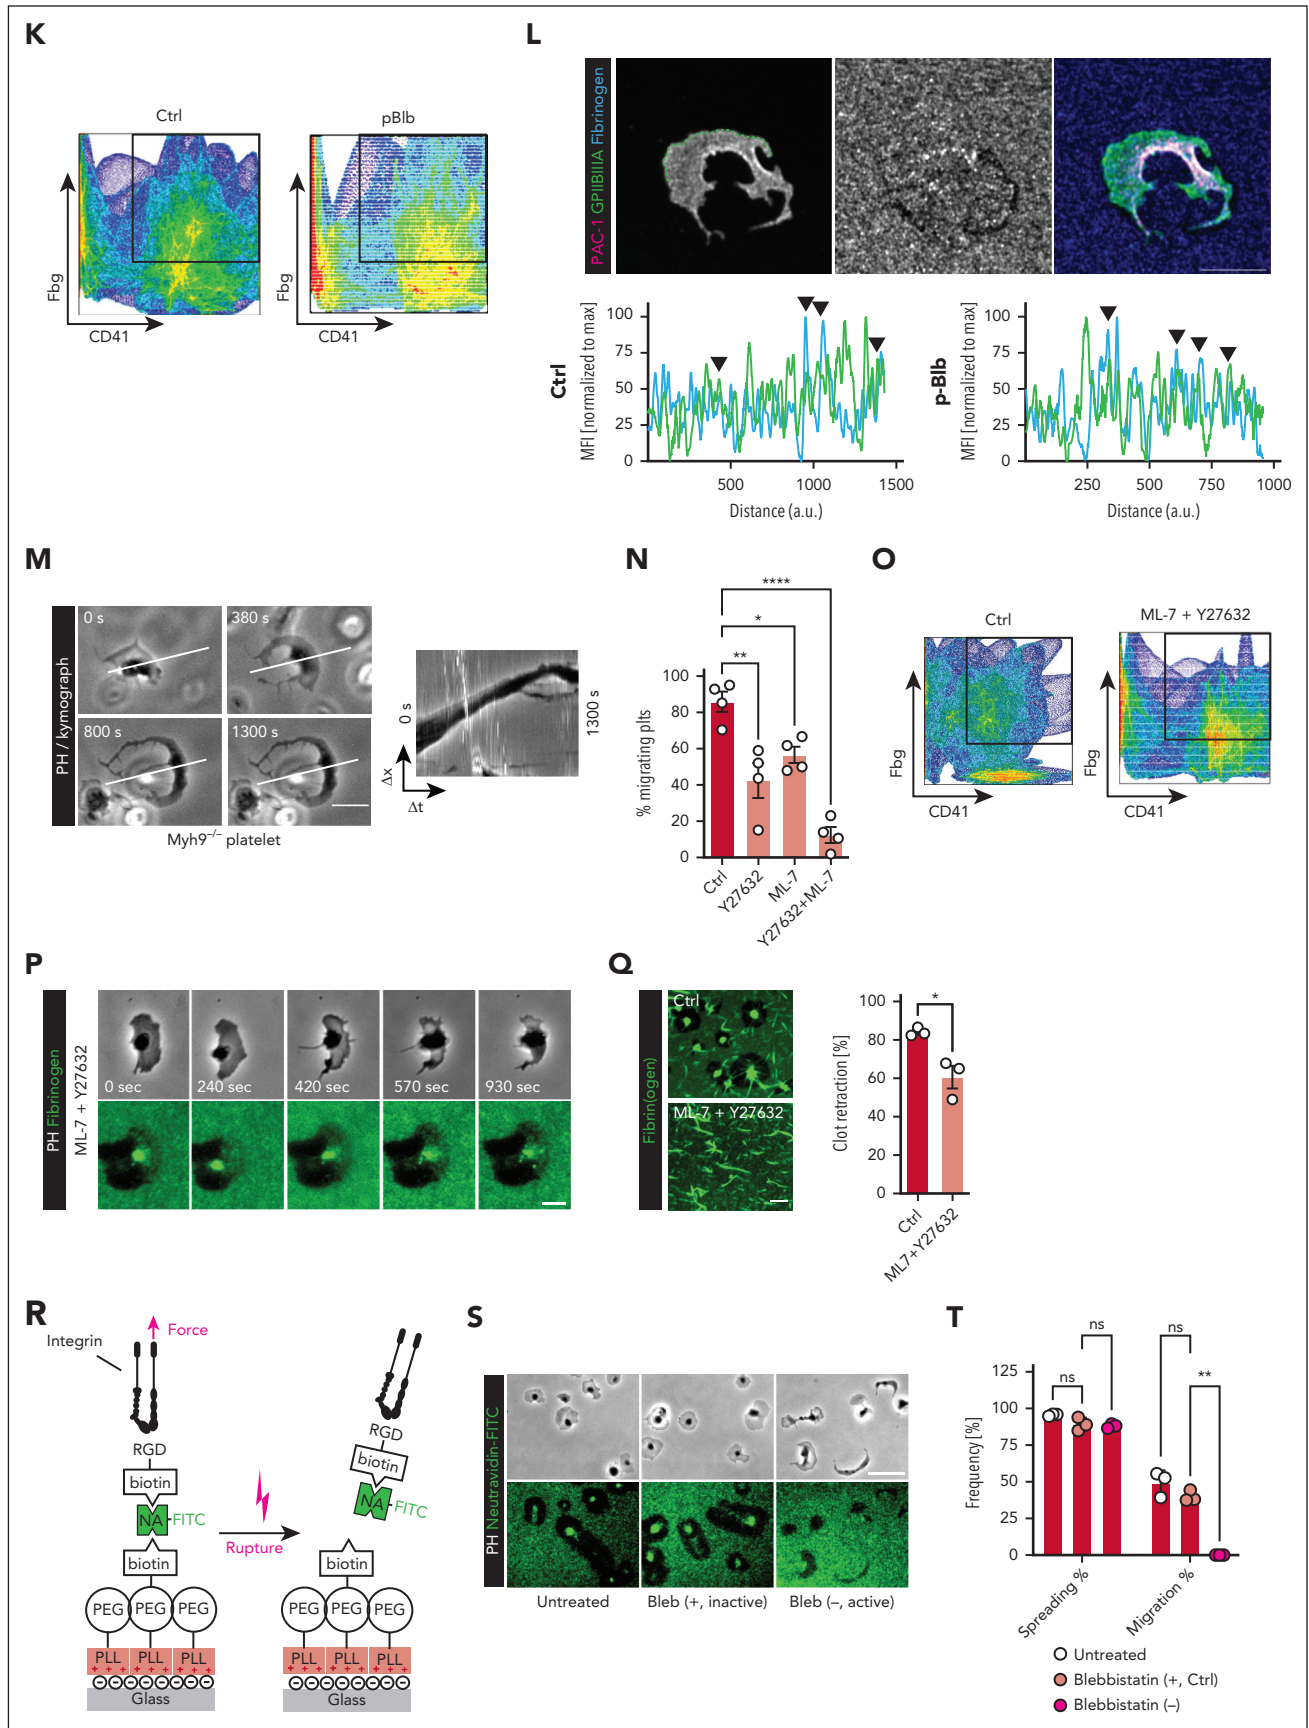 K
Ctrl
pBlb
Fbg
CD41
Fbg
CD41
L
PAC-1 GPIIBIIIA Fibrinogen
Ctrl
MFI [normalized to max]
100
75
50
25
0
500
1000
1500
Distance (a.u.)
p-Blb
MFI [normalized to max]
100
75
50
25
0
250
500
750
1000
Distance (a.u.)
M
PH / kymograph
0 s
380 s
800 s
1300 s
Myh9–/– platelet
0 s
1300 s
Δx
Δt
N
****
*
**
% migrating plts
100
80
60
40
20
0
Ctrl
Y27632
ML-7
Y27632+ML-7
O
Ctrl
ML-7 + Y27632
Fbg
CD41
Fbg
CD41
P
PH Fibrinogen
ML-7 + Y27632
0 sec
240 sec
420 sec
570 sec
930 sec
Q
Fibrin(ogen)
Ctrl
ML-7 + Y27632
*
Clot retraction [%]
100
80
60
40
20
0
Ctrl
ML7+Y27632
R
Integrin
Force
RGD
biotin
NA
FITC
biotin
PEG
PEG
PEG
PLL
PLL
PLL
+ + + + + + + + +
Glass
Rupture
RGD
biotin
NA
FITC
biotin
PEG
PEG
PEG
PLL
PLL
PLL
+ + + + + + + + +
Glass
S
PH Neutravidin-FITC
Untreated
Bleb (+, inactive)
Bleb (–, active)
T
ns
ns
ns
**
Frequency [%]
125
100
75
50
25
0
Spreading %
Migration %
Untreated
Blebbistatin (+, Ctrl)
Blebbistatin (–)